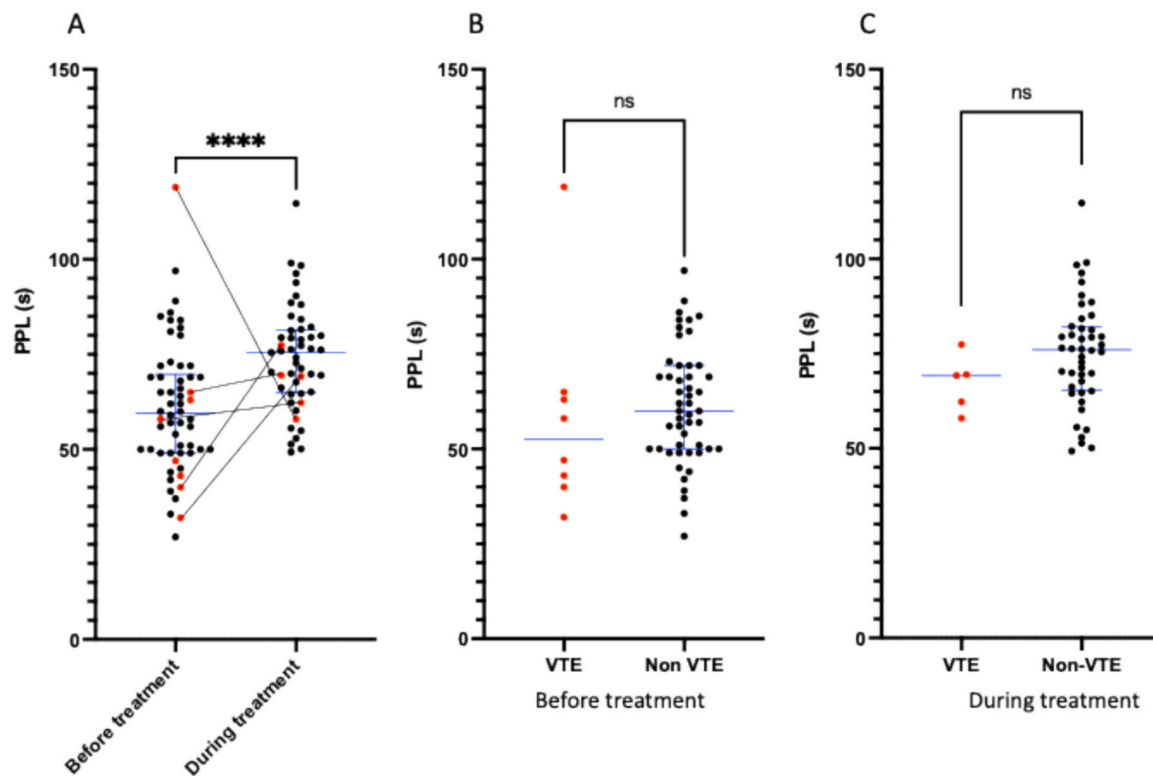 A
B
C
PPL (s)
150
100
50
0
****
Before treatment
During treatment
PPL (s)
150
100
50
0
ns
VTE
Non VTE
Before treatment
PPL (s)
150
100
50
0
ns
VTE
Non-VTE
During treatment